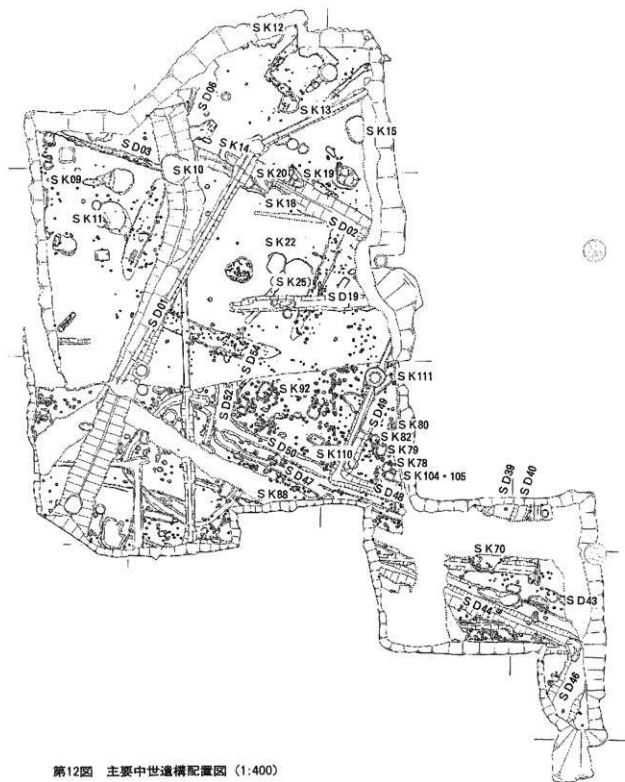 SK12
SD06
SK13
SK15
SD03
SK14
SK10
SK09
SK20
SK19
SK18
SK11
SD02
SK22
(SK25)
SD19
SD01
SD54
SK111
SD52
SK92
SD49
SK80
SK82
SK110
SK79
SD50
SK78
SD47
SD48
SK104・105
SK88
SD39
SD40
SK70
SD43
SD44
SD46
第12図 主要中世遺構配置図 (1:400)